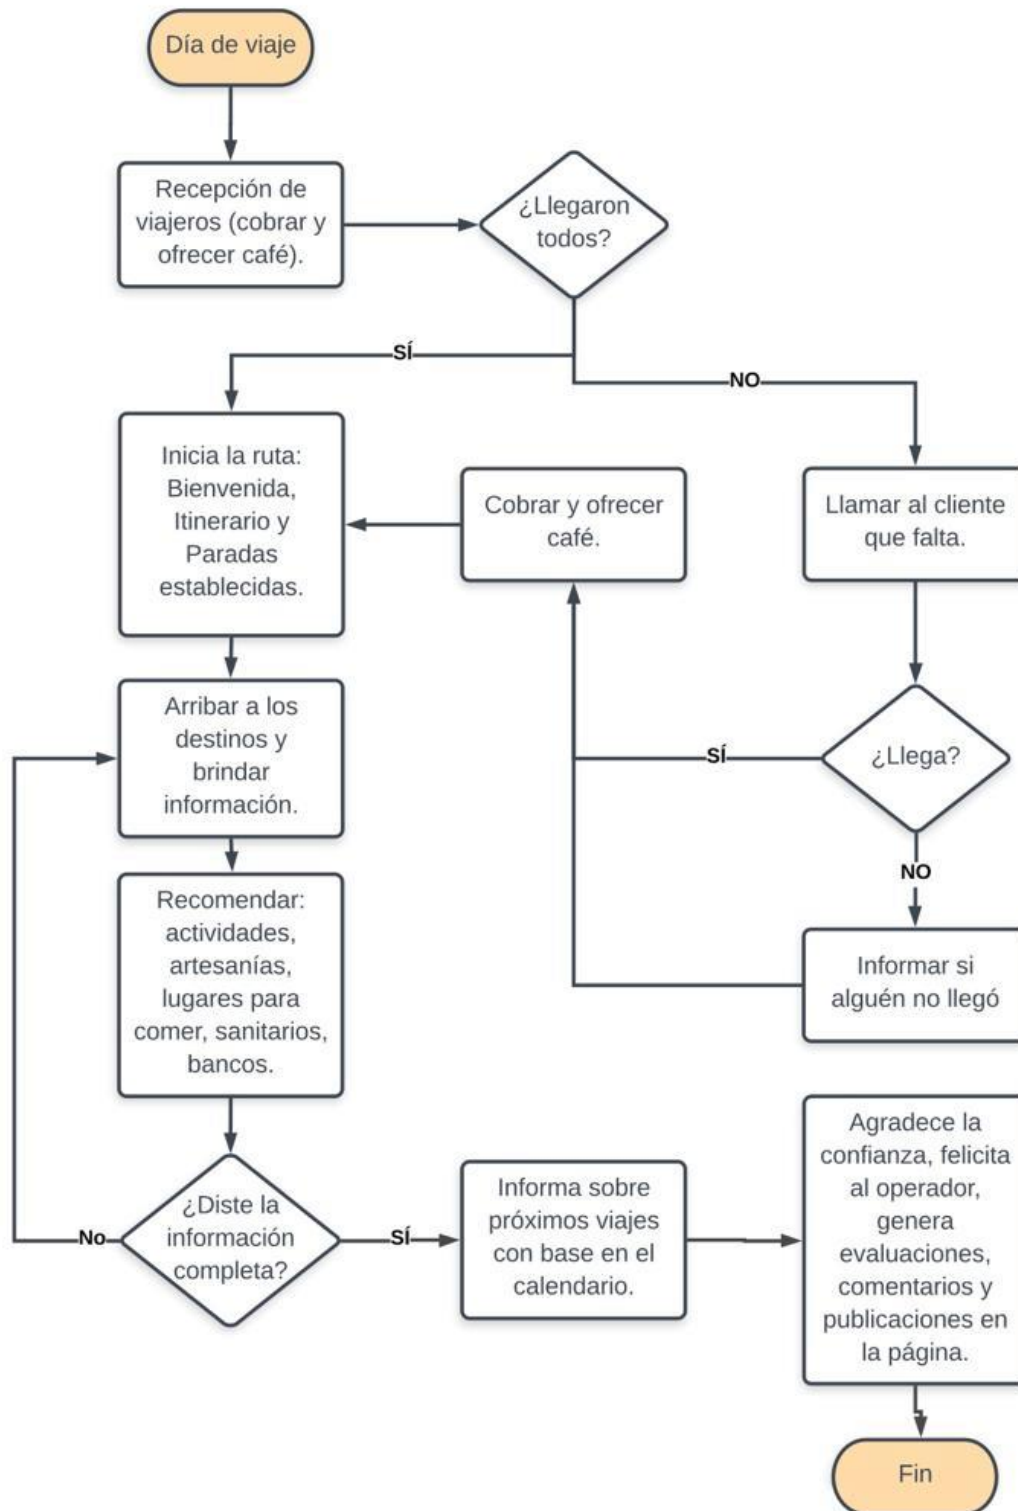 Día de viaje
Recepción de
viajeros (cobrar y
ofrecer café).
¿Llegaron
todos?
SÍ
NO
Inicia la ruta:
Bienvenida,
Itinerario y
Paradas
establecidas.
Cobrar y ofrecer
café.
Llamar al cliente
que falta.
Arribar a los
destinos y
brindar
información.
SÍ
¿Llega?
NO
Recomendar:
actividades,
artesanías,
lugares para
comer, sanitarios,
bancos.
Informar si
alguén no llegó
¿Diste la
información
completa?
No
SÍ
Informa sobre
próximos viajes
con base en el
calendario.
Agradece la
confianza, felicita
al operador,
genera
evaluaciones,
comentarios y
publicaciones en
la página.
Fin